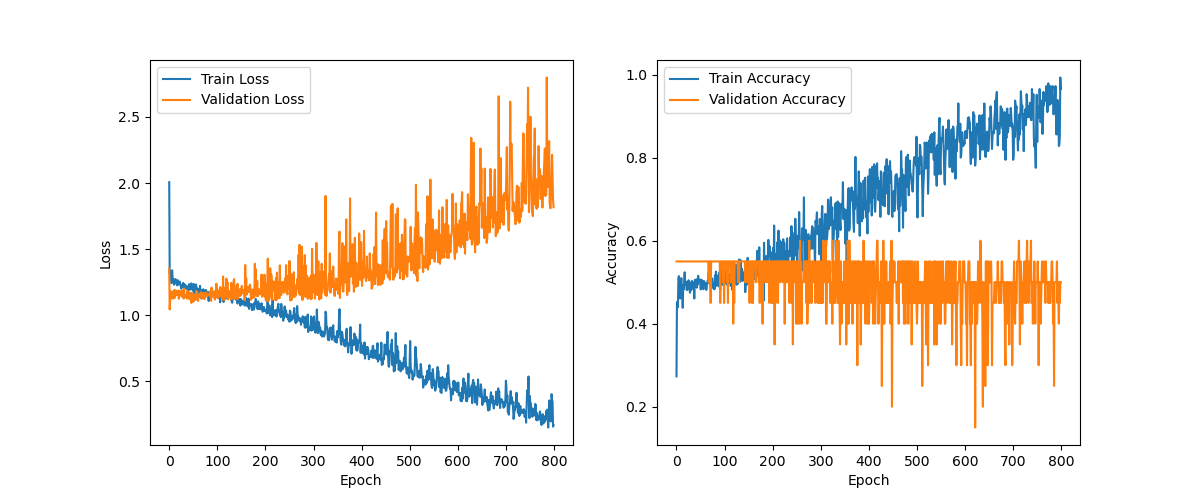 Train Loss
Validation Loss
2.5
2.0
1.5
1.0
0.5
Loss
0 100 200 300 400 500 600 700 800
Epoch
Train Accuracy
Validation Accuracy
1.0
0.8
0.6
0.4
0.2
Accuracy
0 100 200 300 400 500 600 700 800
Epoch